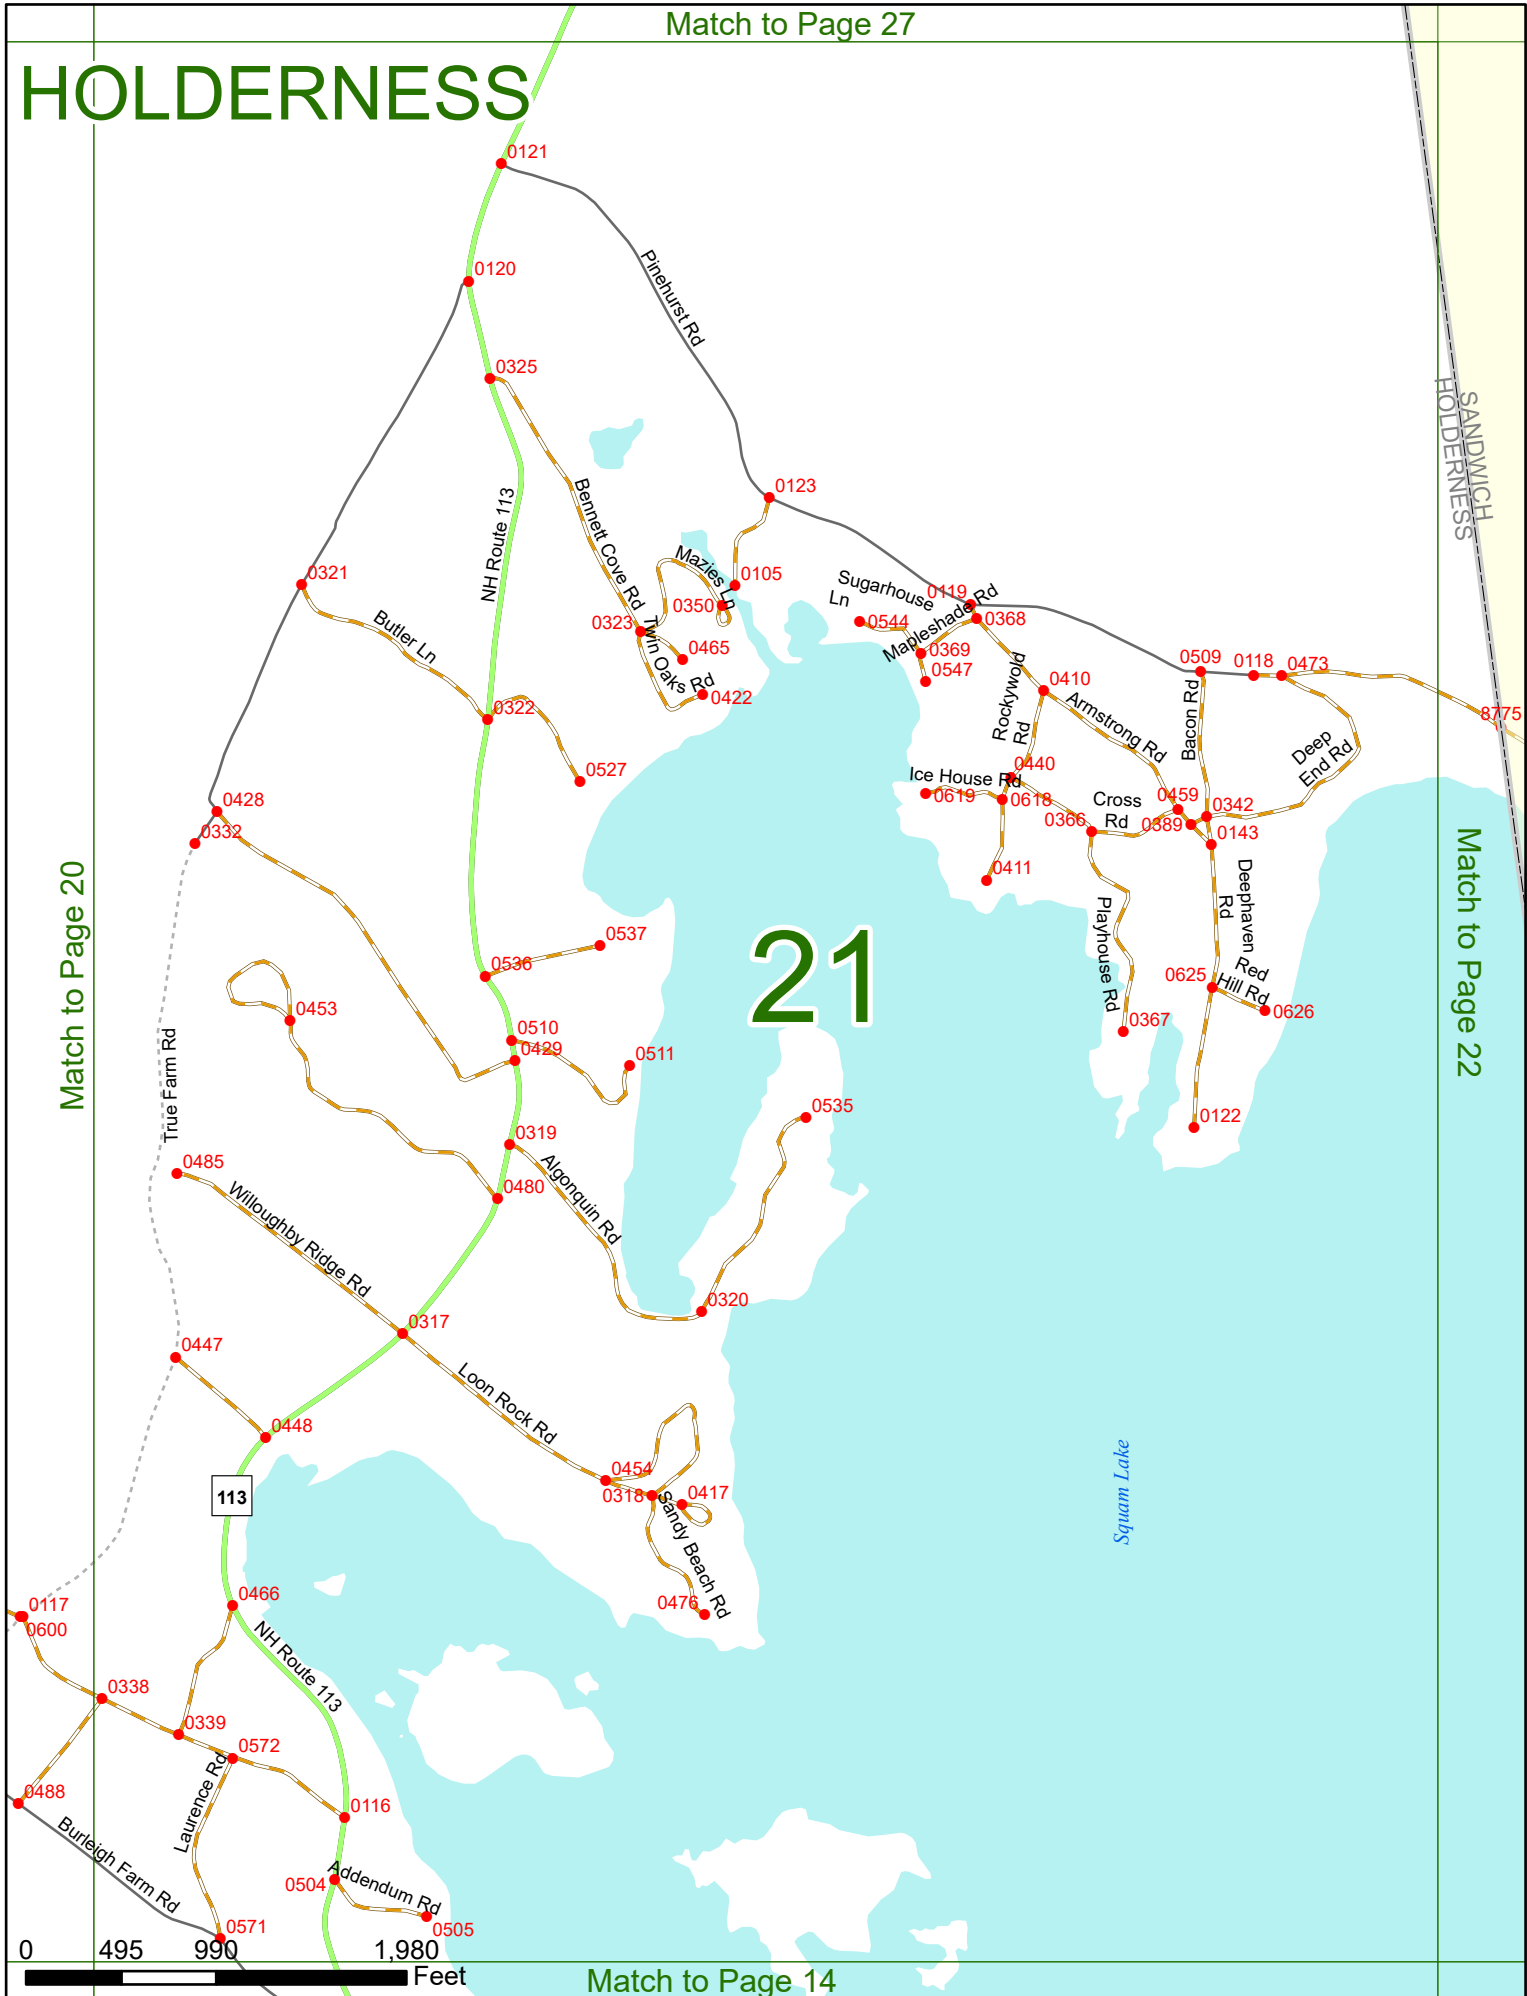 Match to Page 27
HOLDERNESS
0121
Pinehurst Rd
0120
0325
SANDWICH
HOLDERNESS
NH Route 113
Bennett Cove Rd
0123
Mazies Ln
0105
0350
0321
Butler Ln
0323
Twin Oaks Rd
0465
0422
Sugarhouse
Ln
0544
0119
Mapleshade Rd
0368
0369
0547
Rockywold
Rd
0410
Armstrong Rd
0509
0118
0473
8775
Bacon Rd
Deep
End Rd
0322
0527
Ice House Rd
0440
0619
0618
Cross
Rd
0459
0342
0366
0389
0143
0428
0332
0411
Deephaven
Rd
Playhouse Rd
Match to Page 20
Match to Page 22
21
0537
0536
0625
Red
Hill Rd
0626
0367
0453
0510
0429
0511
True Farm Rd
0535
0122
0319
Algonquin Rd
0485
0480
Willoughby Ridge Rd
0320
0317
0447
Loon Rock Rd
0448
113
0454
0318
0417
Sandy Beach Rd
0476
Squam Lake
0466
0117
0600
NH Route 113
0338
0339
0572
Laurence Rd
0488
0116
Burleigh Farm Rd
Addendum Rd
0504
0505
0571
0 495 990 1,980
Feet
Match to Page 14